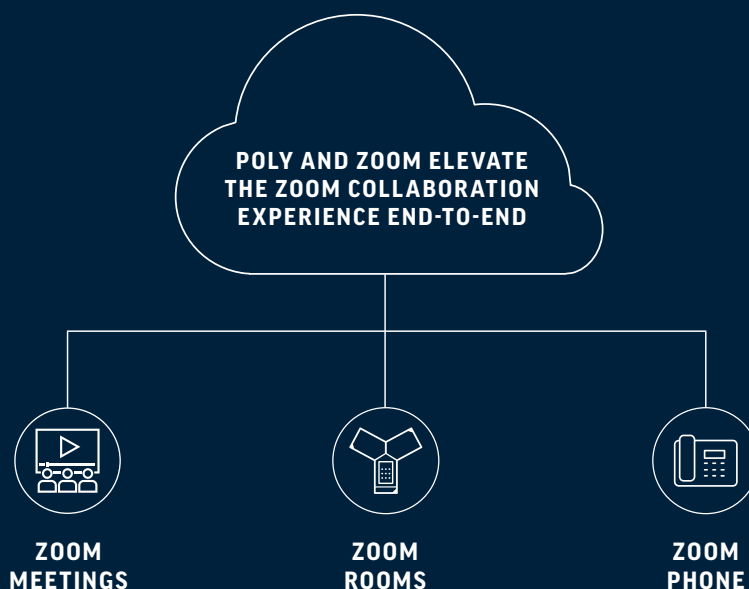 POLY AND ZOOM ELEVATE
THE ZOOM COLLABORATION
EXPERIENCE END-TO-END
ZOOM
MEETINGS
ZOOM
ROOMS
ZOOM
PHONE